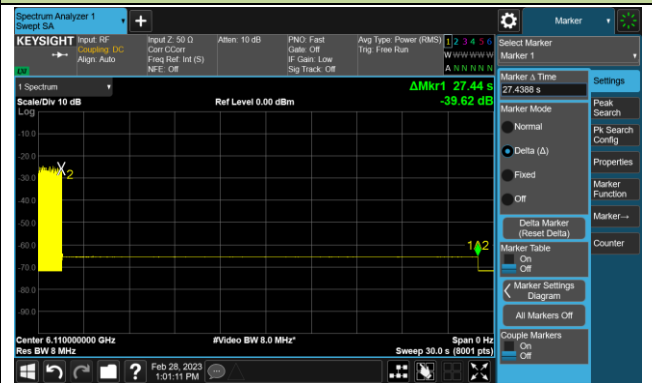 Spectrum Analyzer 1
Swept SA
+
Marker
KEYSIGHT
Input: RF
Coupling: DC
Align: Auto
Input Z: 50 Ω
Corr CCorr
Freq Ref: Int (S)
NFE: Off
Atten: 10 dB
PNO: Fast
Gate: Off
IF Gain: Low
Sig Track: Off
Avg Type: Power (RMS)
Trig: Free Run
1 2 3 4 5 6
W W W W W W
A N N N N N
Select Marker
Marker 1
1 Spectrum
ΔMkr1 27.44 s
-39.62 dB
Scale/Div 10 dB
Ref Level 0.00 dBm
Log
-10.0
-20.0
-30.0
-40.0
-50.0
-60.0
-70.0
-80.0
-90.0
X2
1Δ2
Center 6.110000000 GHz
#Video BW 8.0 MHz*
Span 0 Hz
Res BW 8 MHz
Sweep 30.0 s (8001 pts)
Marker Δ Time
27.4388 s
Marker Mode
Normal
Delta (Δ)
Fixed
Off
Delta Marker
(Reset Delta)
Marker Table
On
Off
Marker Settings
Diagram
All Markers Off
Couple Markers
On
Off
Settings
Peak
Search
Pk Search
Config
Properties
Marker
Function
Marker→
Counter
?
Feb 28, 2023
1:01:11 PM